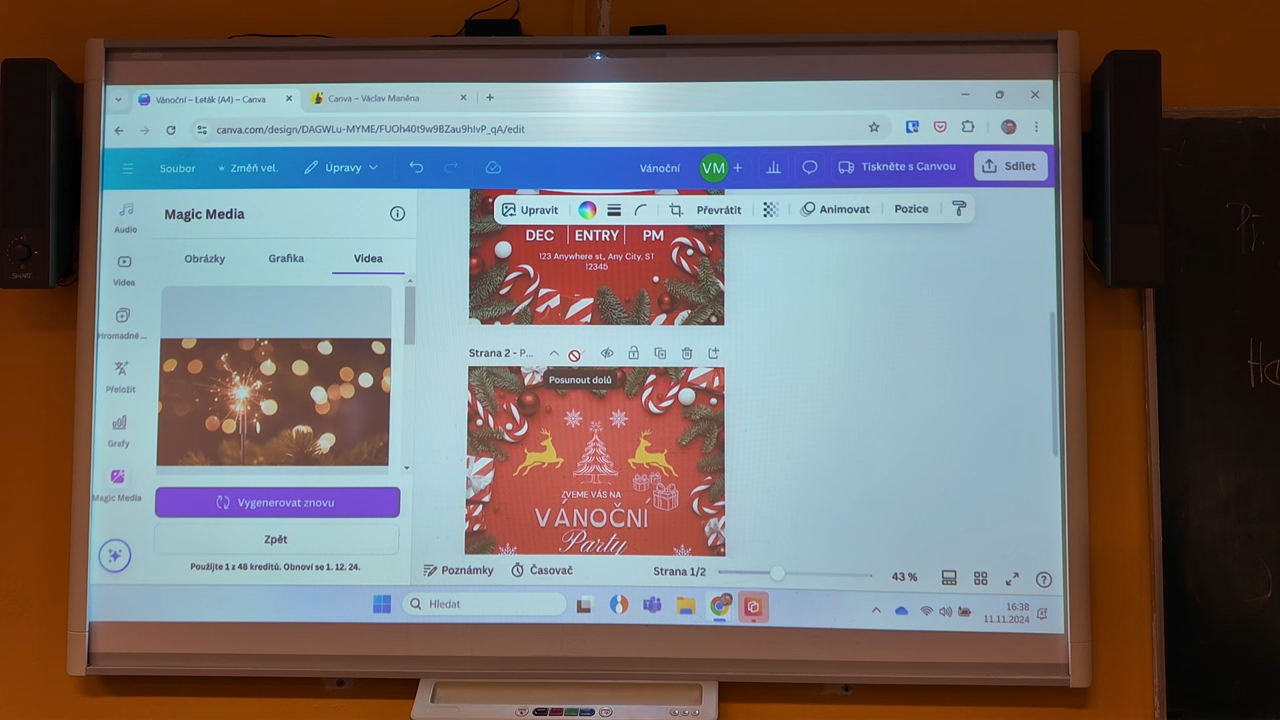 Vánoční – Leták (A4) – Canva
Canva – Václav Maněna
canva.com/design/DAGWLu-MYME/FUOh40t9w9BZau9hlvP_qA/edit
Soubor
Změň vel.
Úpravy
Vánoční
VM
Tiskněte s Canvou
Sdílet
Audio
Videa
Hromadné ...
Přeložit
Grafy
Magic Media
Magic Media
Obrázky
Grafika
Videa
Vygenerovat znovu
Zpět
Použijte 1 z 48 kreditů. Obnoví se 1. 12. 24.
Upravit
Převrátit
Animovat
Pozice
DEC ENTRY PM
123 Anywhere st., Any City, ST
12345
Strana 2 - P...
Posunout dolů
ZVEME VÁS NA
VÁNOČNÍ
Party
Poznámky
Časovač
Strana 1/2
43 %
Hledat
16:38
11.11.2024
SMART